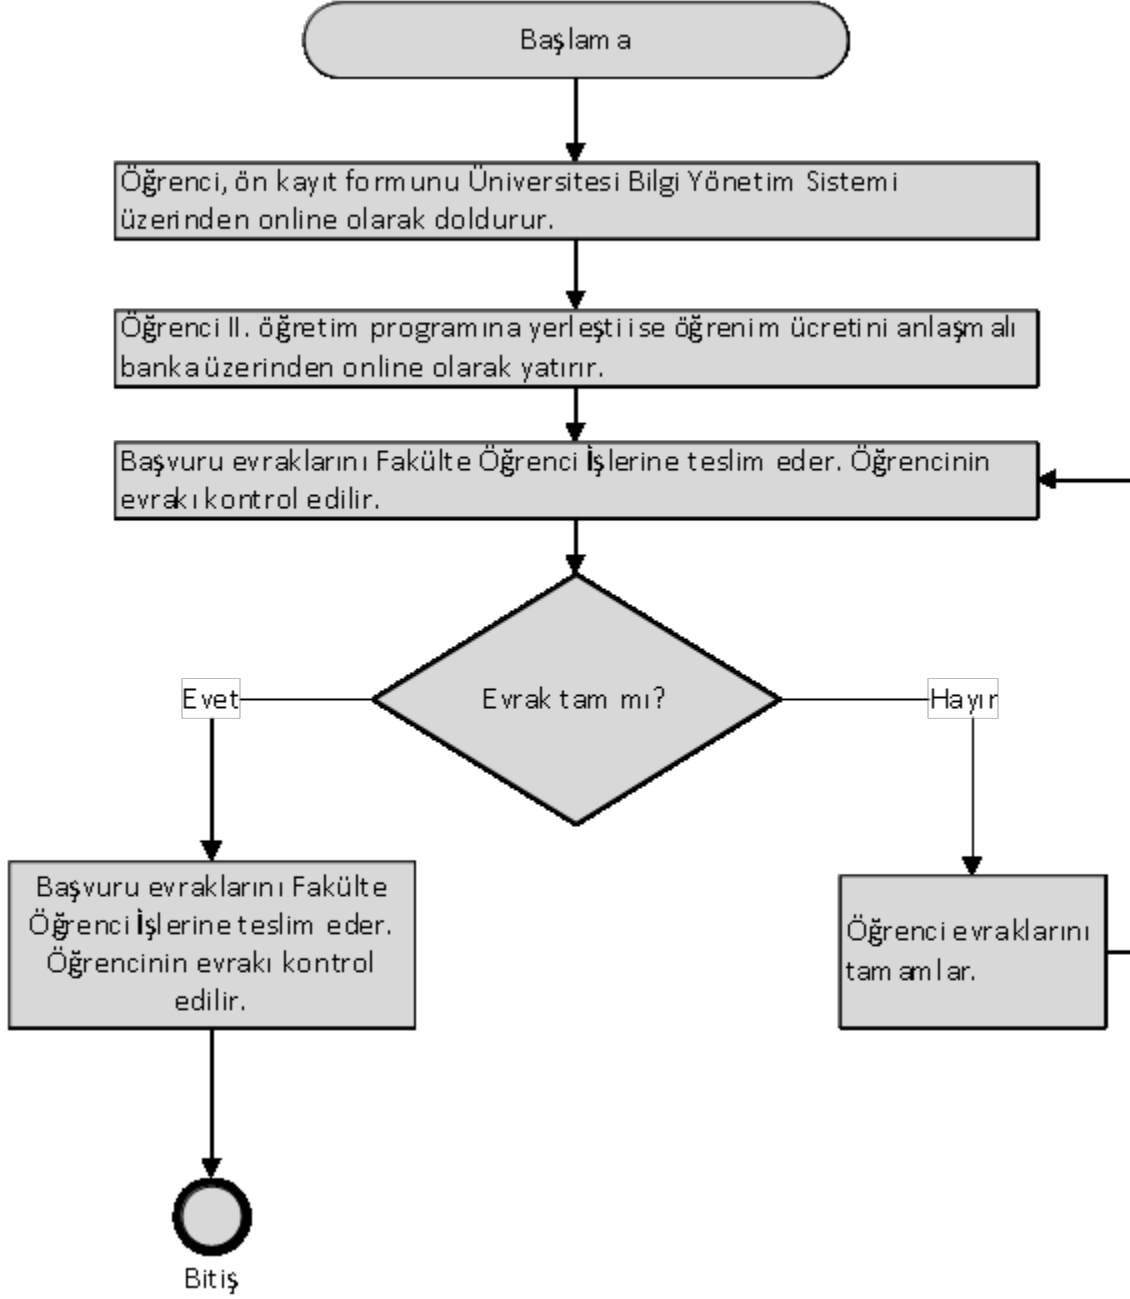 Başlama
Öğrenci, ön kayıt formunu Üniversitesi Bilgi Yönetim Sistemi
üzerinden online olarak doldurur.
Öğrenci II. öğretim programına yerleşti ise öğrenim ücretini anlaşmalı
banka üzerinden online olarak yatırır.
Başvuru evraklarını Fakülte Öğrenci İşlerine teslim eder. Öğrencinin
evrakı kontrol edilir.
Evrak tam mı?
Evet
Hayır
Başvuru evraklarını Fakülte
Öğrenci İşlerine teslim eder.
Öğrencinin evrakı kontrol
edilir.
Öğrenci evraklarını
tamamlar.
Bitiş